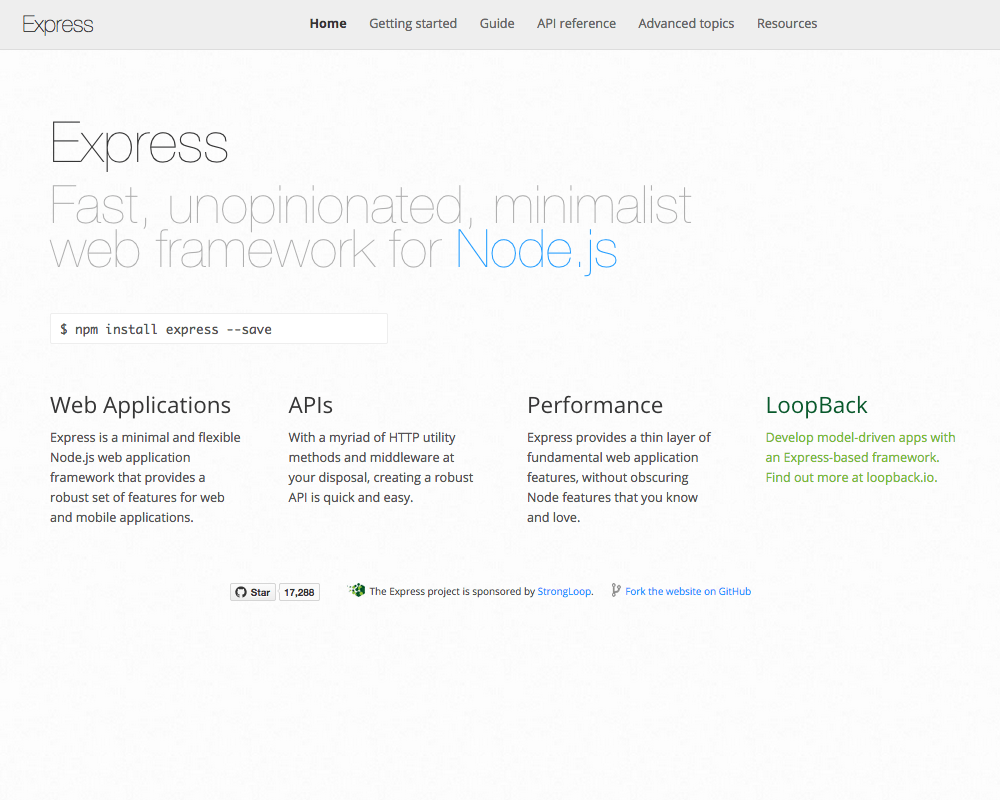 Express
Home Getting started Guide API reference Advanced topics Resources
Express
Fast, unopinionated, minimalist
web framework for Node.js
$ npm install express --save
Web Applications
Express is a minimal and flexible
Node.js web application
framework that provides a
robust set of features for web
and mobile applications.
APIs
With a myriad of HTTP utility
methods and middleware at
your disposal, creating a robust
API is quick and easy.
Performance
Express provides a thin layer of
fundamental web application
features, without obscuring
Node features that you know
and love.
LoopBack
Develop model-driven apps with
an Express-based framework.
Find out more at loopback.io.
Star 17,288 The Express project is sponsored by StrongLoop. Fork the website on GitHub